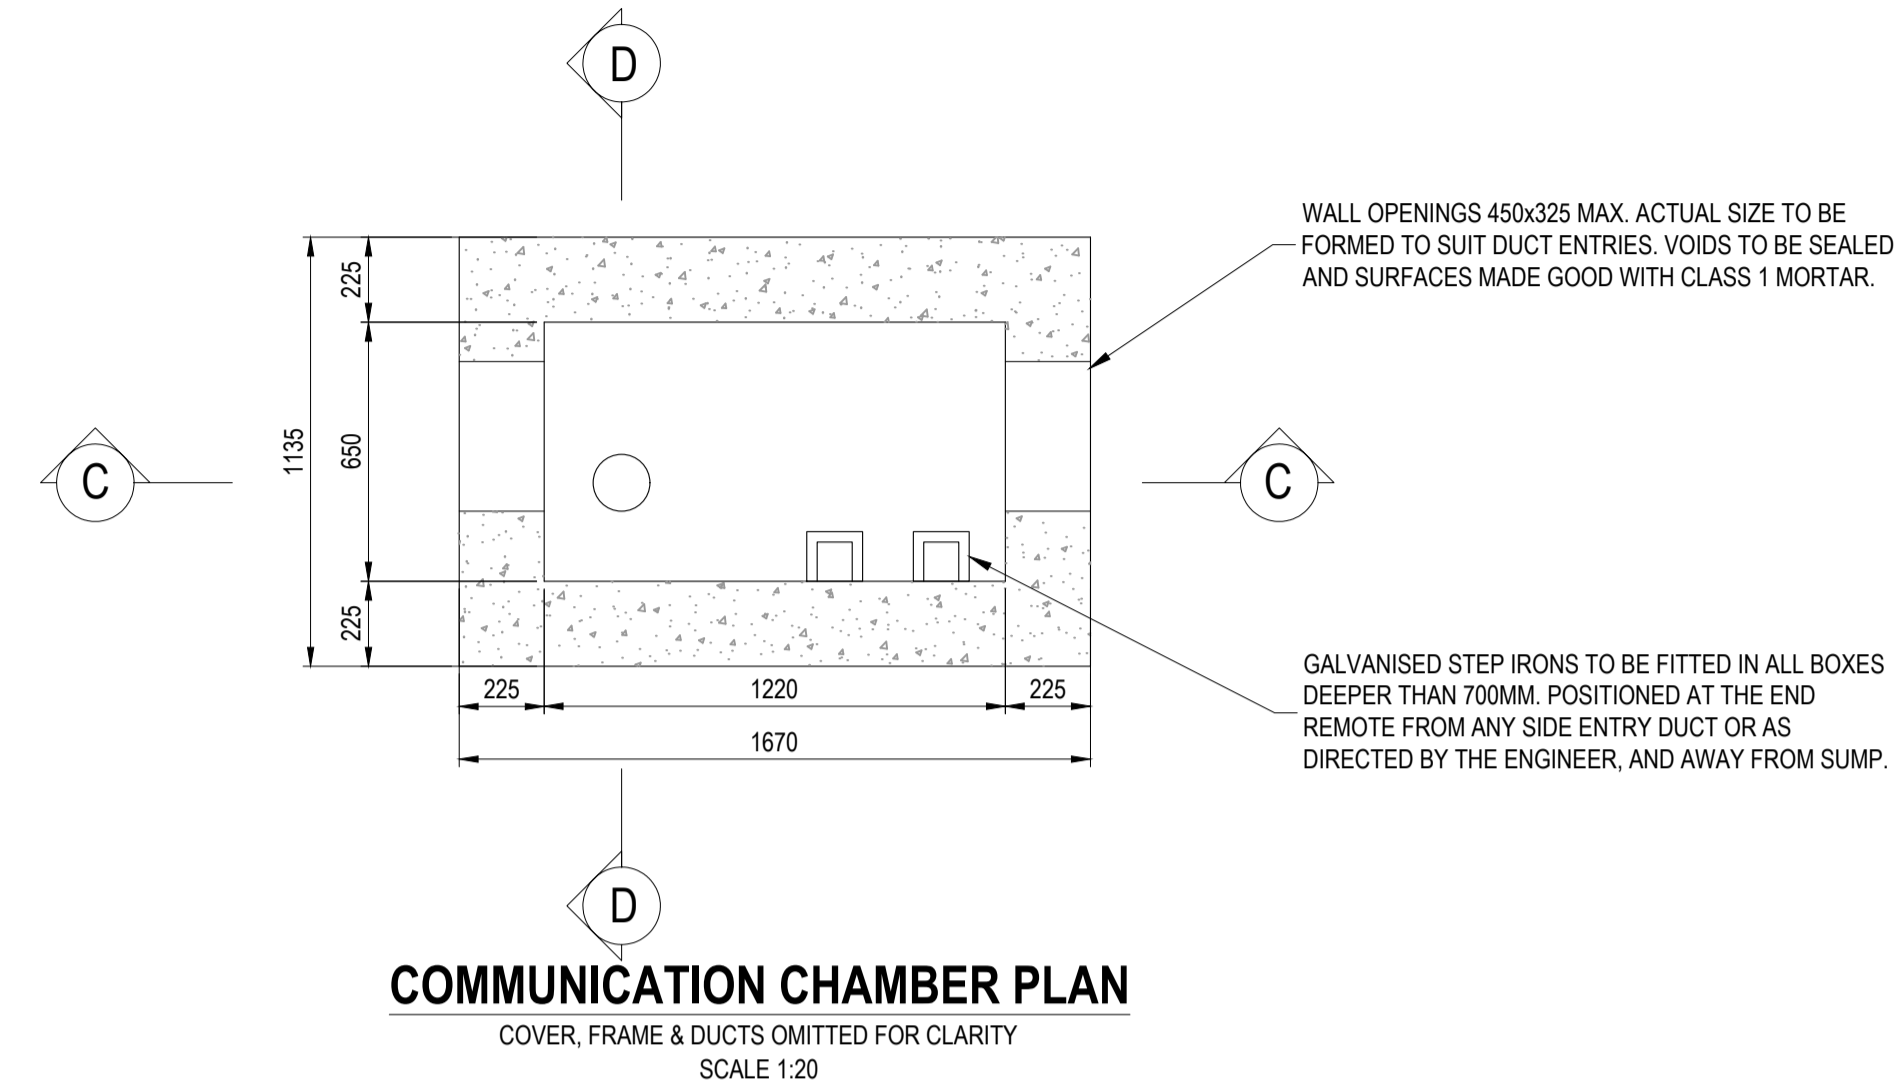 D
WALL OPENINGS 450x325 MAX. ACTUAL SIZE TO BE
FORMED TO SUIT DUCT ENTRIES. VOIDS TO BE SEALED
AND SURFACES MADE GOOD WITH CLASS 1 MORTAR.
225
650
1135
225
C
C
225
1220
225
1670
GALVANISED STEP IRONS TO BE FITTED IN ALL BOXES
DEEPER THAN 700MM. POSITIONED AT THE END
REMOTE FROM ANY SIDE ENTRY DUCT OR AS
DIRECTED BY THE ENGINEER, AND AWAY FROM SUMP.
D
COMMUNICATION CHAMBER PLAN
COVER, FRAME & DUCTS OMITTED FOR CLARITY
SCALE 1:20